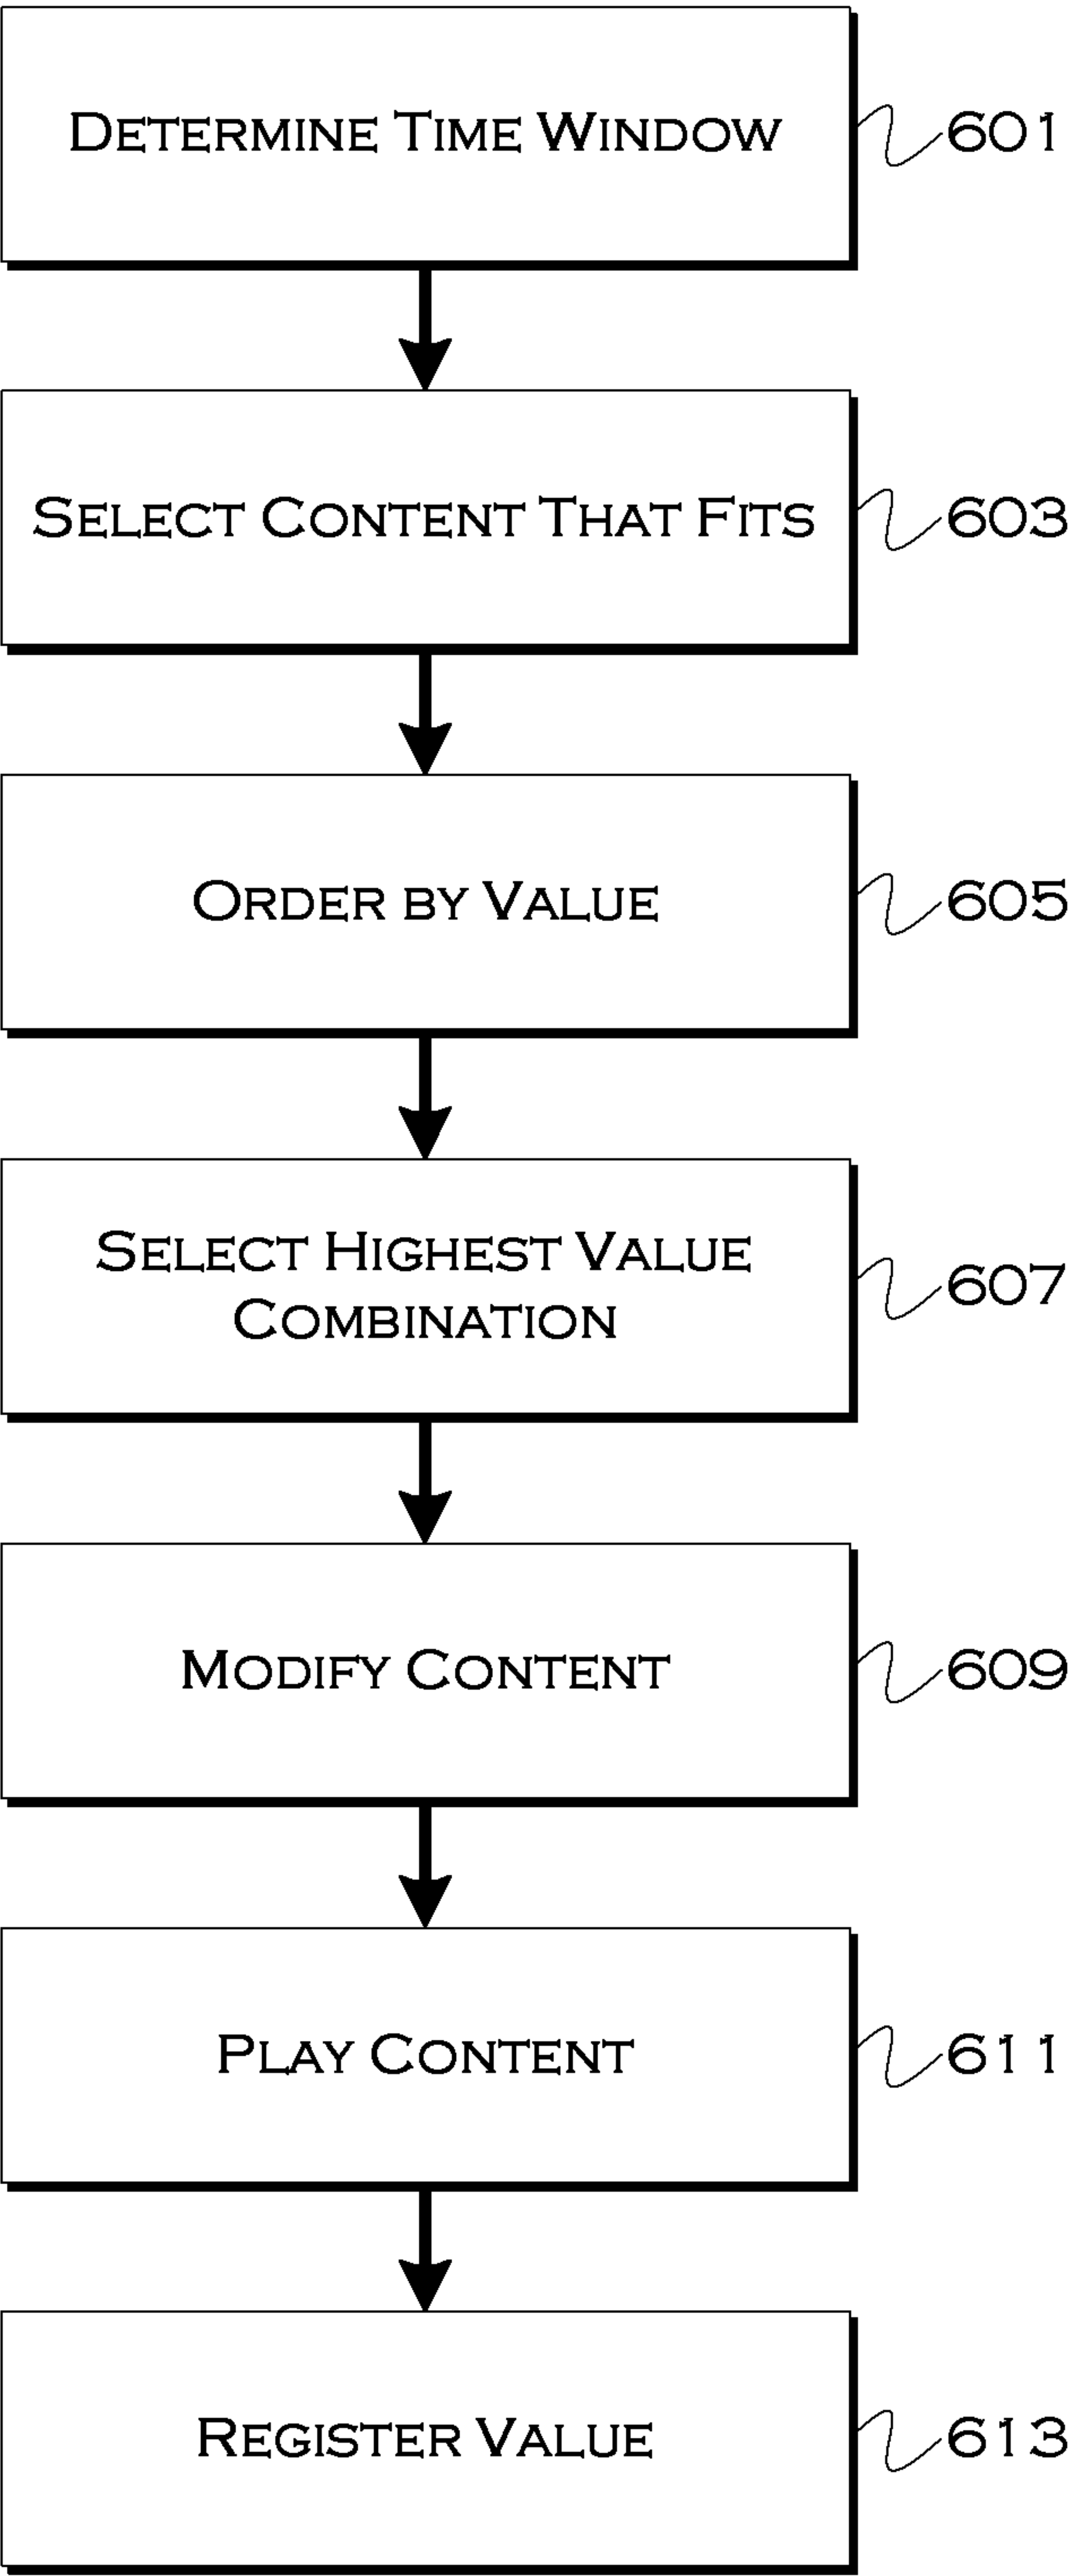 Determine Time Window
601
Select Content That Fits
603
Order by Value
605
Select Highest Value
Combination
607
Modify Content
609
Play Content
611
Register Value
613